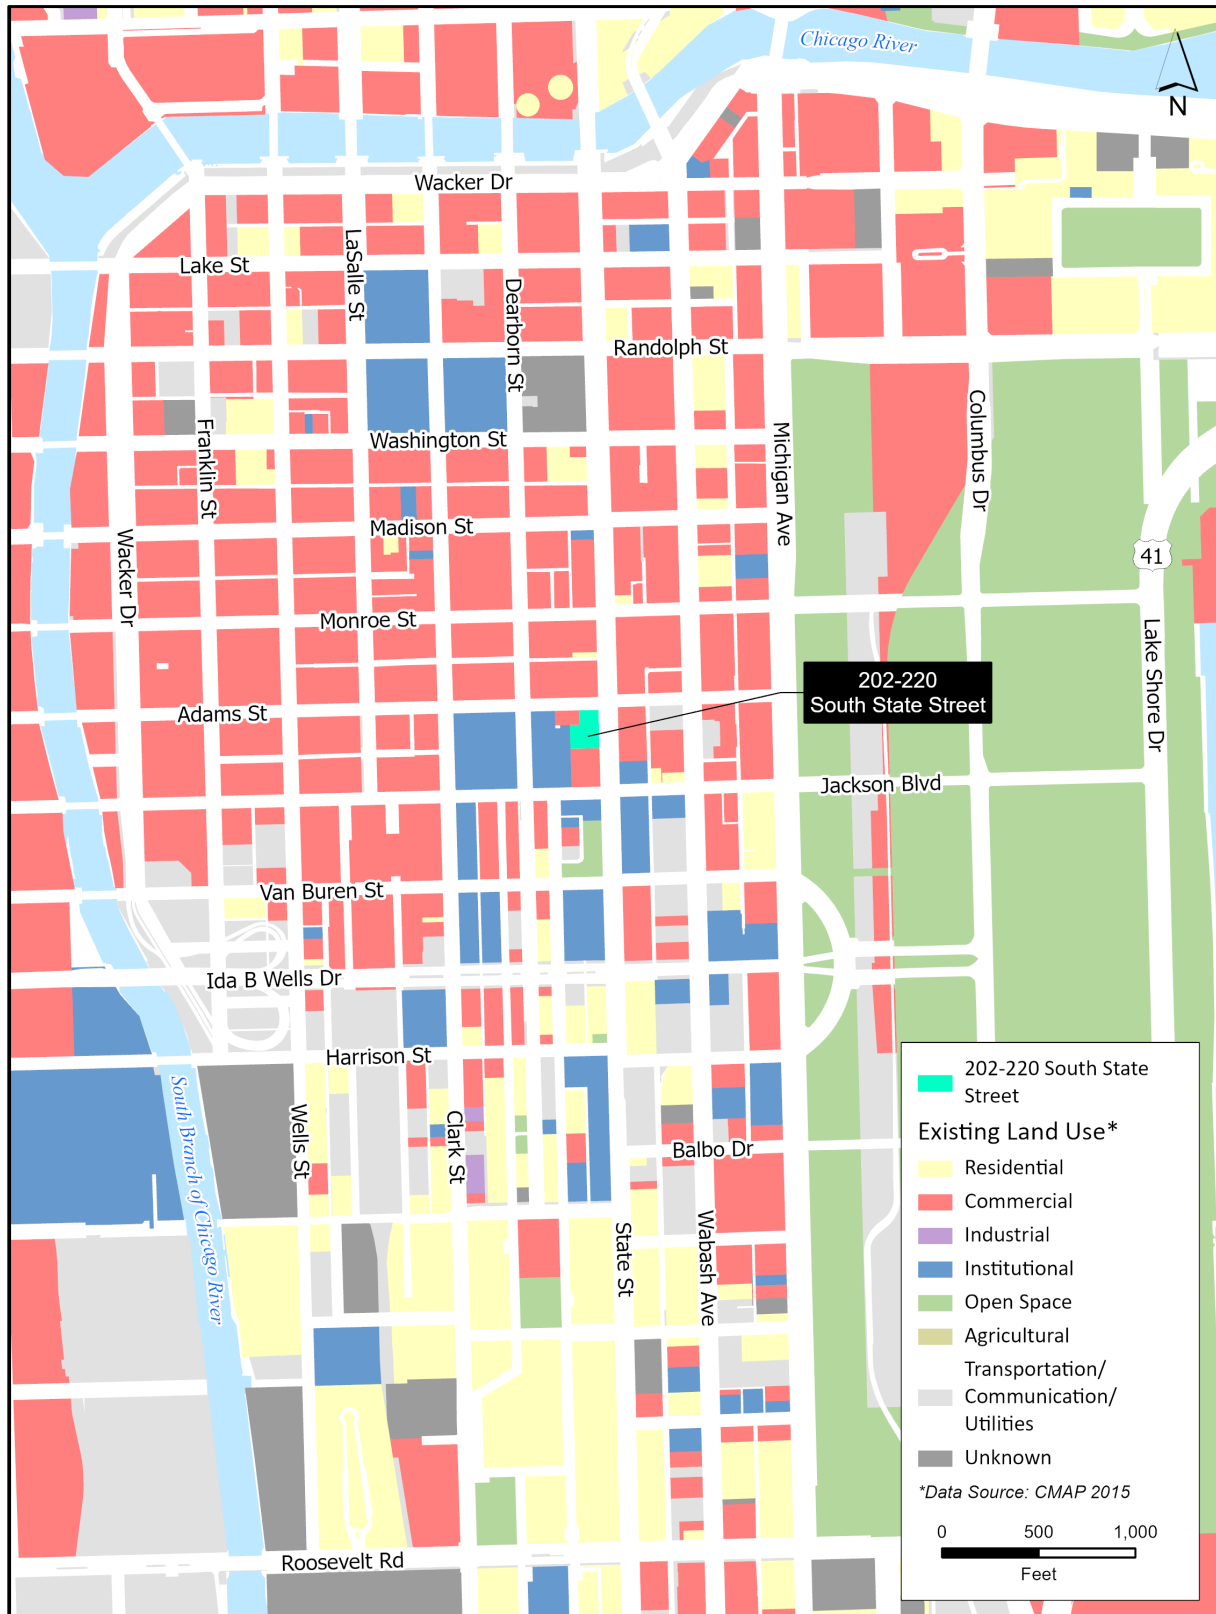 Chicago River
N
Wacker Dr
LaSalle St
Lake St
Dearborn St
Randolph St
Columbus Dr
Franklin St
Washington St
Michigan Ave
Madison St
Wacker Dr
41
Monroe St
Lake Shore Dr
202-220
South State Street
Adams St
Jackson Blvd
Van Buren St
Ida B Wells Dr
Harrison St
South Branch of Chicago River
Wells St
Clark St
Balbo Dr
State St
Wabash Ave
Roosevelt Rd
202-220 South State
Street
Existing Land Use*
Residential
Commercial
Industrial
Institutional
Open Space
Agricultural
Transportation/
Communication/
Utilities
Unknown
*Data Source: CMAP 2015
0 500 1,000
Feet